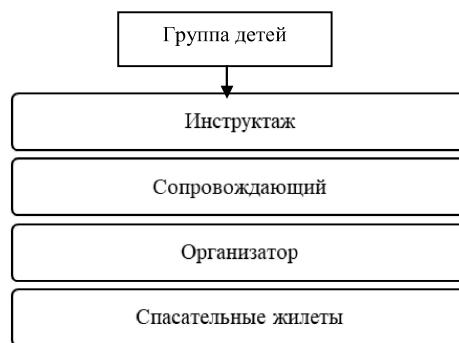 Группа детей
Инструктаж
Сопровождающий
Организатор
Спасательные жилеты